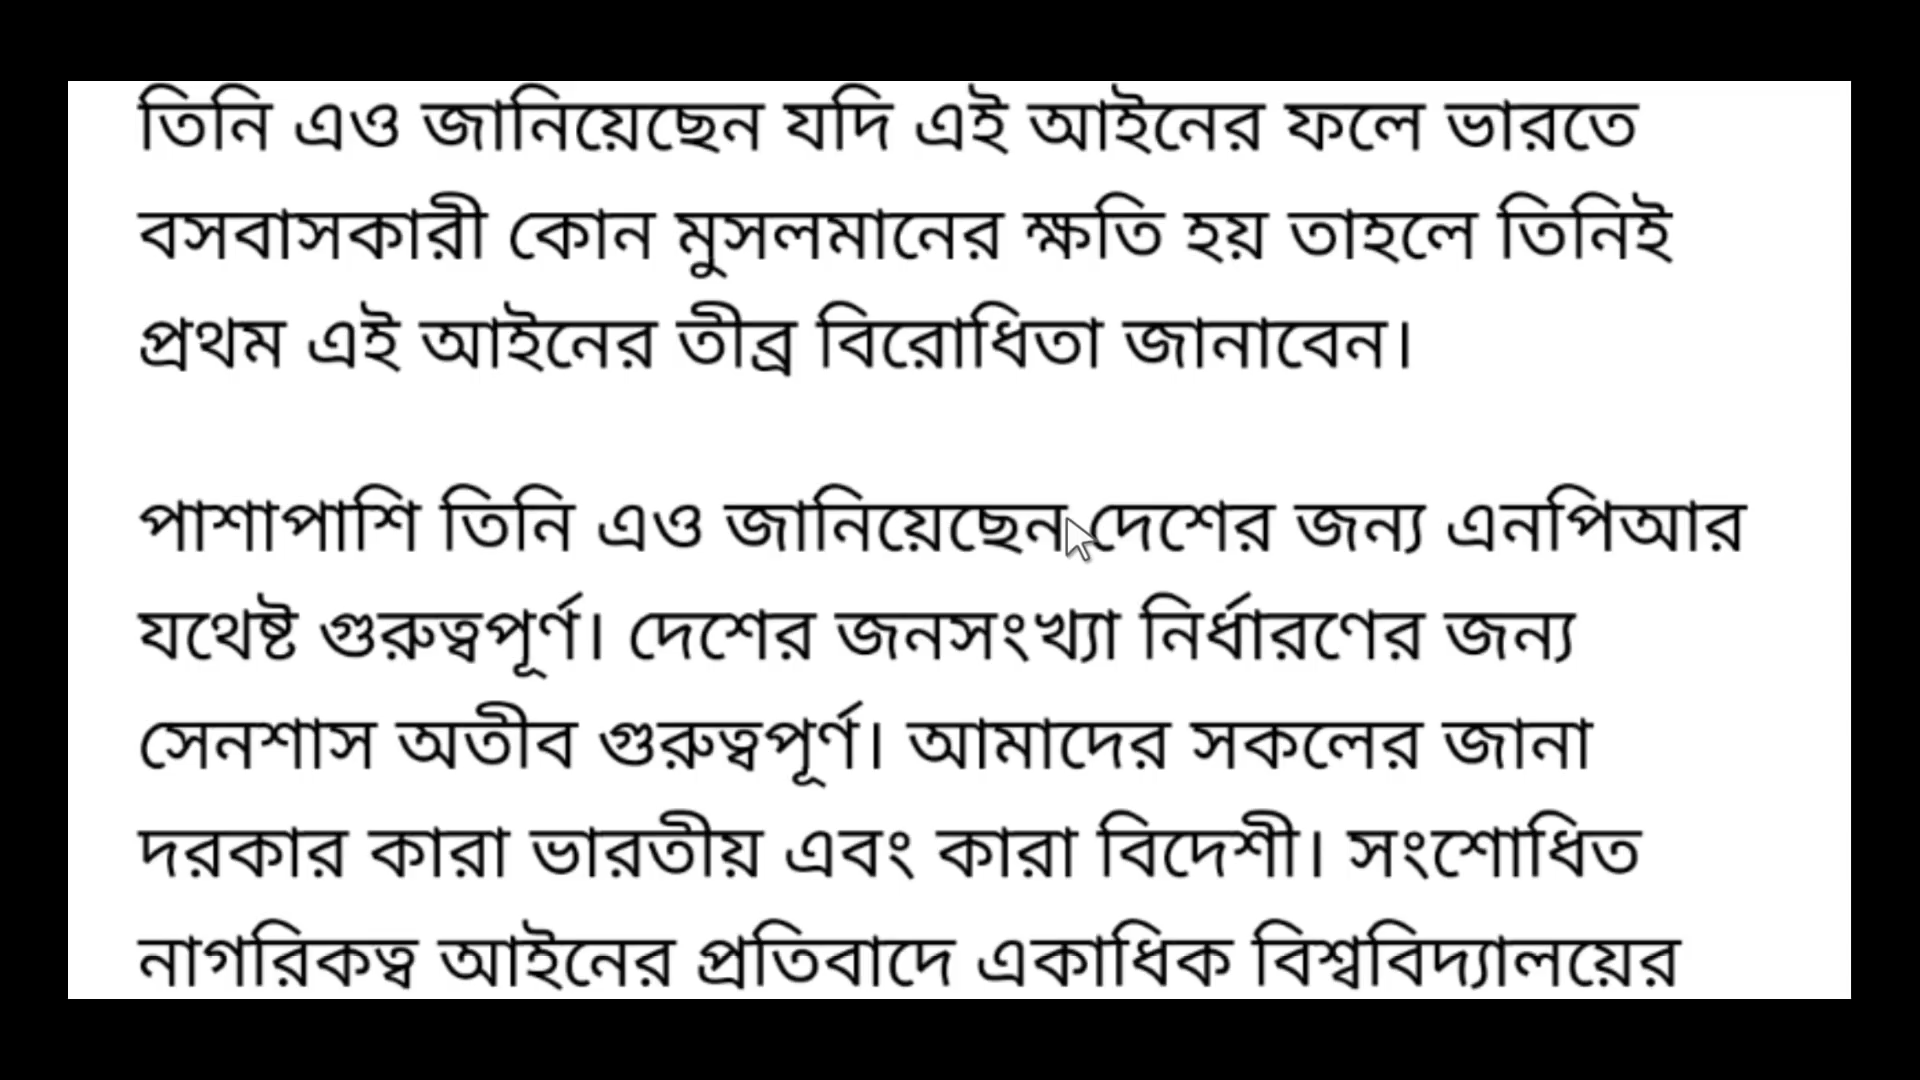 তিনি এও জানিয়েছেন যদি এই আইনের ফলে ভারতে
বসবাসকারী কোন মুসলমানের ক্ষতি হয় তাহলে তিনিই
প্রথম এই আইনের তীব্র বিরোধিতা জানাবেন।
পাশাপাশি তিনি এও জানিয়েছেন দেশের জন্য এনপিআর
যথেষ্ট গুরুত্বপূর্ণ। দেশের জনসংখ্যা নির্ধারণের জন্য
সেনশাস অতীব গুরুত্বপূর্ণ। আমাদের সকলের জানা
দরকার কারা ভারতীয় এবং কারা বিদেশী। সংশোধিত
নাগরিকত্ব আইনের প্রতিবাদে একাধিক বিশ্ববিদ্যালয়ের